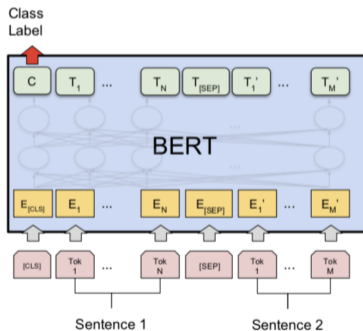 Class
Label
C T1 ... TN T[SEP] T1' ... TM'
BERT
E[CLS] E1 ... EN E[SEP] E1' ... EM'
[CLS] Tok 1 ... Tok N [SEP] Tok 1 ... Tok M
Sentence 1 Sentence 2